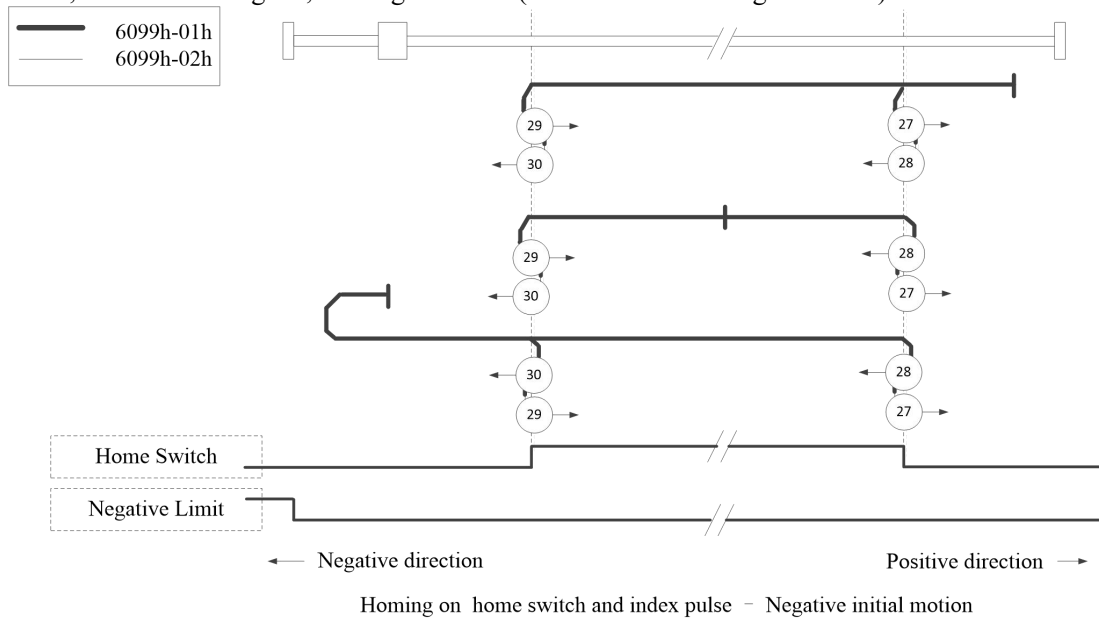 6099h-01h
6099h-02h
29
27
30
28
29
28
30
27
30
28
29
27
Home Switch
Negative Limit
Negative direction
Positive direction
Homing on home switch and index pulse – Negative initial motion